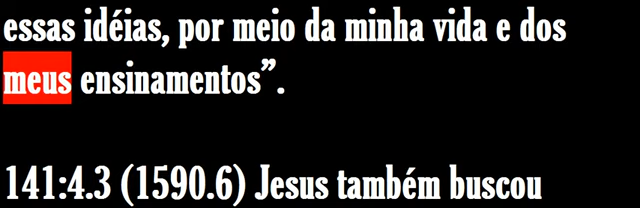 essas idéias, por meio da minha vida e dos
meus ensinamentos”.
141:4.3 (1590.6) Jesus também buscou